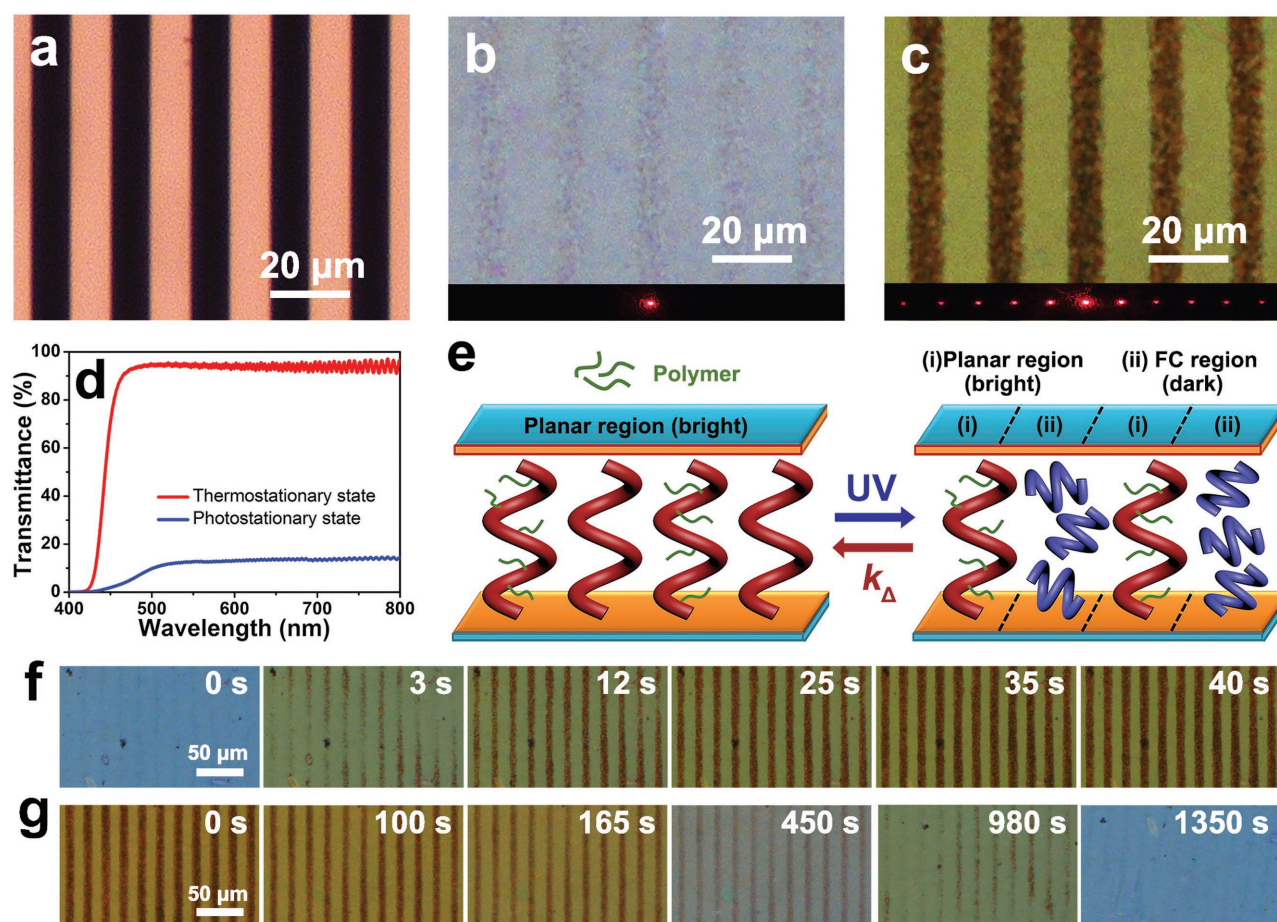 a
20 µm
b
20 µm
c
20 µm
d
100
80
60
40
20
0
Transmittance (%)
Thermostationary state
Photostationary state
400
500
600
700
800
Wavelength (nm)
e
Polymer
Planar region (bright)
UV
kΔ
(i)Planar region
(bright)
(ii) FC region
(dark)
(i)
(ii)
(i)
(ii)
f
0 s
50 µm
3 s
12 s
25 s
35 s
40 s
g
0 s
50 µm
100 s
165 s
450 s
980 s
1350 s